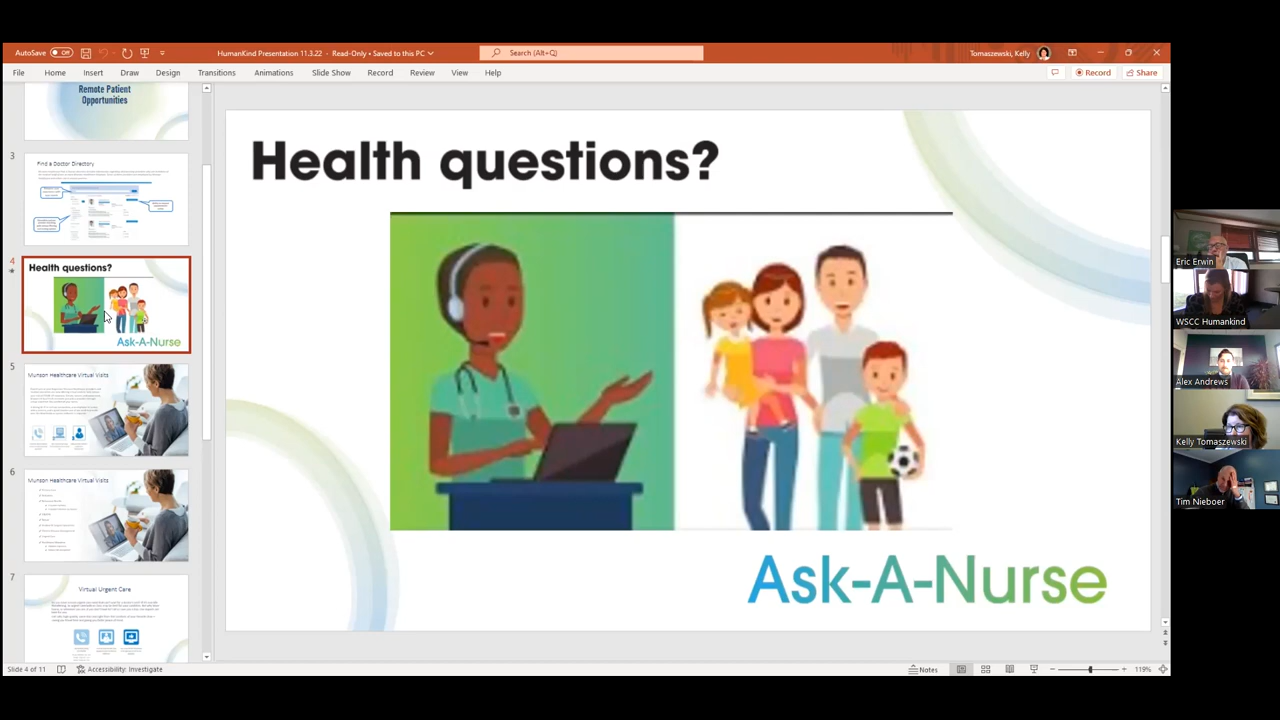 AutoSave Off
HumanKind Presentation 11.3.22 - Read-Only • Saved to this PC
Search (Alt+Q)
Tomaszewski, Kelly
File Home Insert Draw Design Transitions Animations Slide Show Record Review View Help
Record Share
Remote Patient
Opportunities
3
Find a Doctor Directory
4
Health questions?
Ask-A-Nurse
5
Munson Healthcare Virtual Visits
6
Munson Healthcare Virtual Visits
7
Virtual Urgent Care
Health questions?
Ask-A-Nurse
Eric Erwin
WSCC Humankind
Alex Andrews
Kelly Tomaszewski
Tim Nieboer
Slide 4 of 11
Accessibility: Investigate
Notes
119%